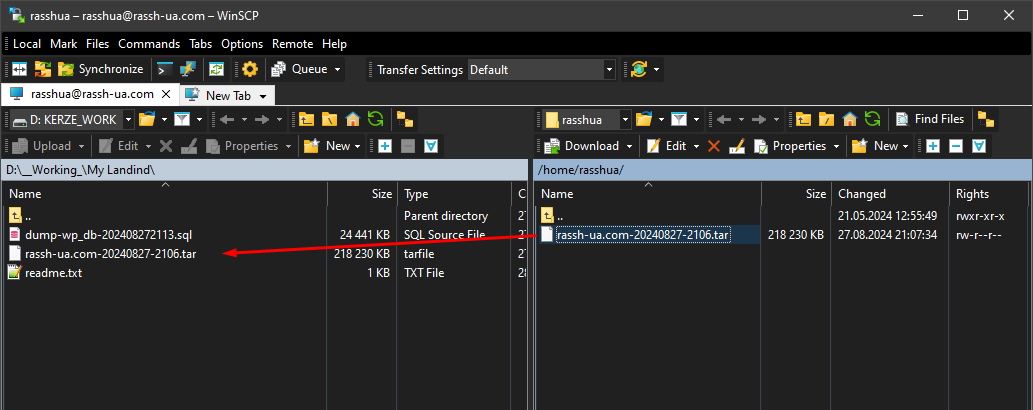 rasshua – rasshua@rassh-ua.com – WinSCP
Local Mark Files Commands Tabs Options Remote Help
Synchronize Queue Transfer Settings Default
rasshua@rassh-ua.com New Tab
D: KERZE_WORK
Upload Edit Properties New
D:\__Working_\My Landind\
Name Size Type C
.. Parent directory 27
dump-wp_db-202408272113.sql 24 441 KB SQL Source File 27
rassh-ua.com-20240827-2106.tar 218 230 KB tarfile 27
readme.txt 1 KB TXT File 28
rasshua Find Files
Download Edit Properties New
/home/rasshua/
Name Size Changed Rights
.. 21.05.2024 12:55:49 rwxr-xr-x
rassh-ua.com-20240827-2106.tar 218 230 KB 27.08.2024 21:07:34 rw-r--r--